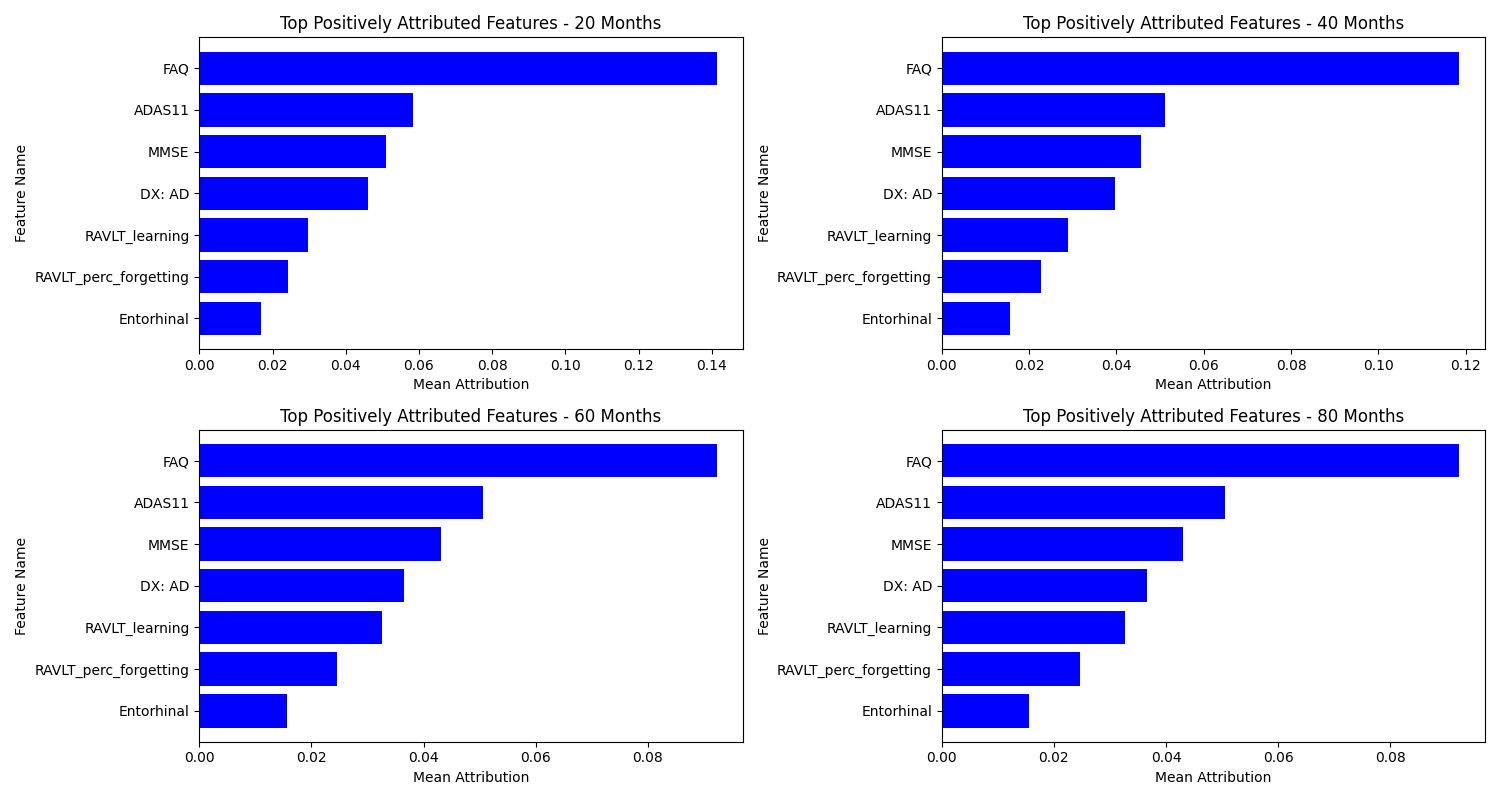 Top Positively Attributed Features - 20 Months
Feature Name
FAQ
ADAS11
MMSE
DX: AD
RAVLT_learning
RAVLT_perc_forgetting
Entorhinal
0.00 0.02 0.04 0.06 0.08 0.10 0.12 0.14
Mean Attribution
Top Positively Attributed Features - 40 Months
Feature Name
FAQ
ADAS11
MMSE
DX: AD
RAVLT_learning
RAVLT_perc_forgetting
Entorhinal
0.00 0.02 0.04 0.06 0.08 0.10 0.12
Mean Attribution
Top Positively Attributed Features - 60 Months
Feature Name
FAQ
ADAS11
MMSE
DX: AD
RAVLT_learning
RAVLT_perc_forgetting
Entorhinal
0.00 0.02 0.04 0.06 0.08
Mean Attribution
Top Positively Attributed Features - 80 Months
Feature Name
FAQ
ADAS11
MMSE
DX: AD
RAVLT_learning
RAVLT_perc_forgetting
Entorhinal
0.00 0.02 0.04 0.06 0.08
Mean Attribution